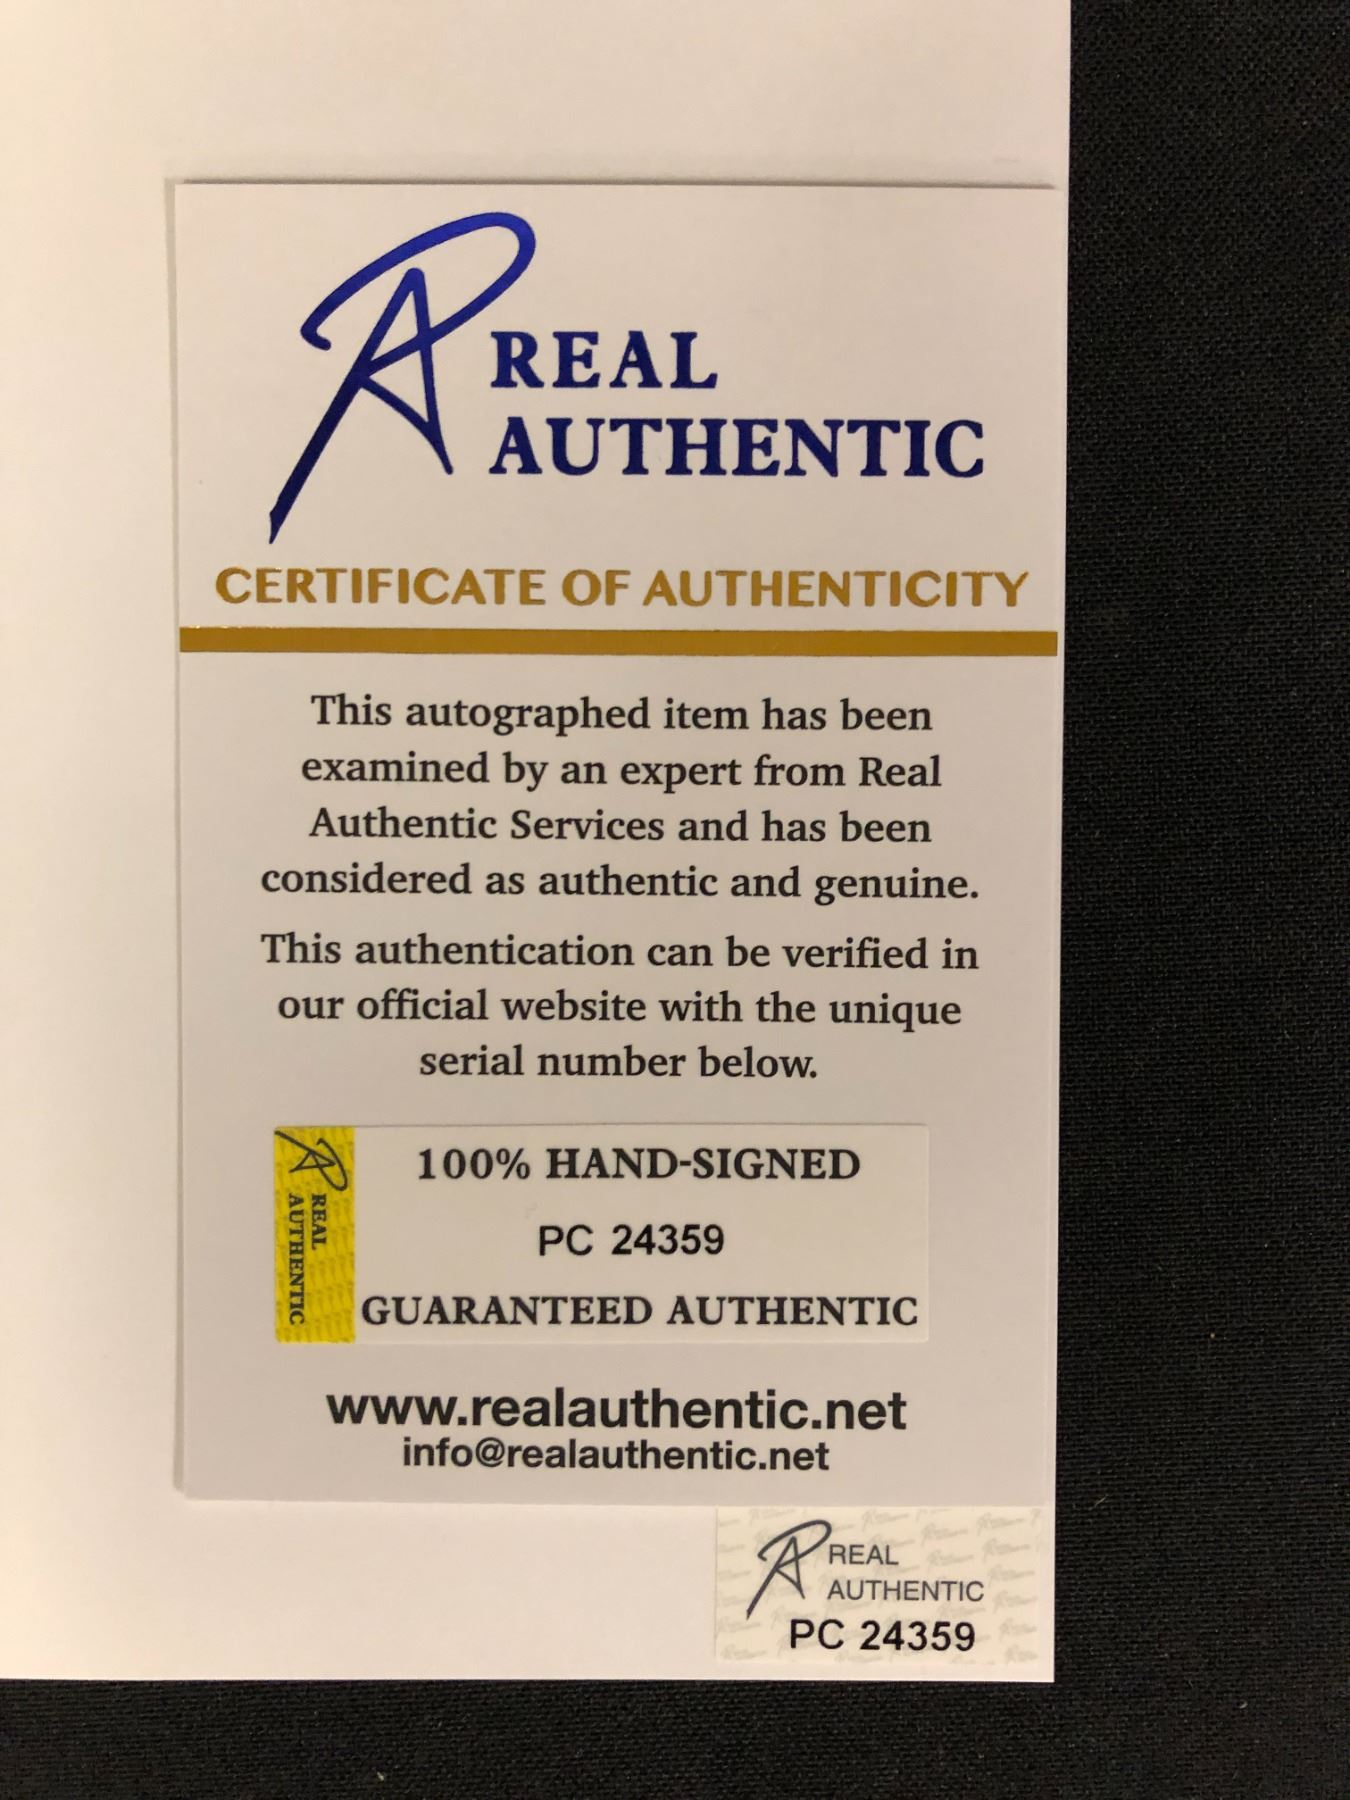 REAL
AUTHENTIC
CERTIFICATE OF AUTHENTICITY
This autographed item has been
examined by an expert from Real
Authentic Services and has been
considered as authentic and genuine.
This authentication can be verified in
our official website with the unique
serial number below.
REAL
AUTHENTIC
100% HAND-SIGNED
PC 24359
GUARANTEED AUTHENTIC
www.realauthentic.net
info@realauthentic.net
REAL
AUTHENTIC
PC 24359